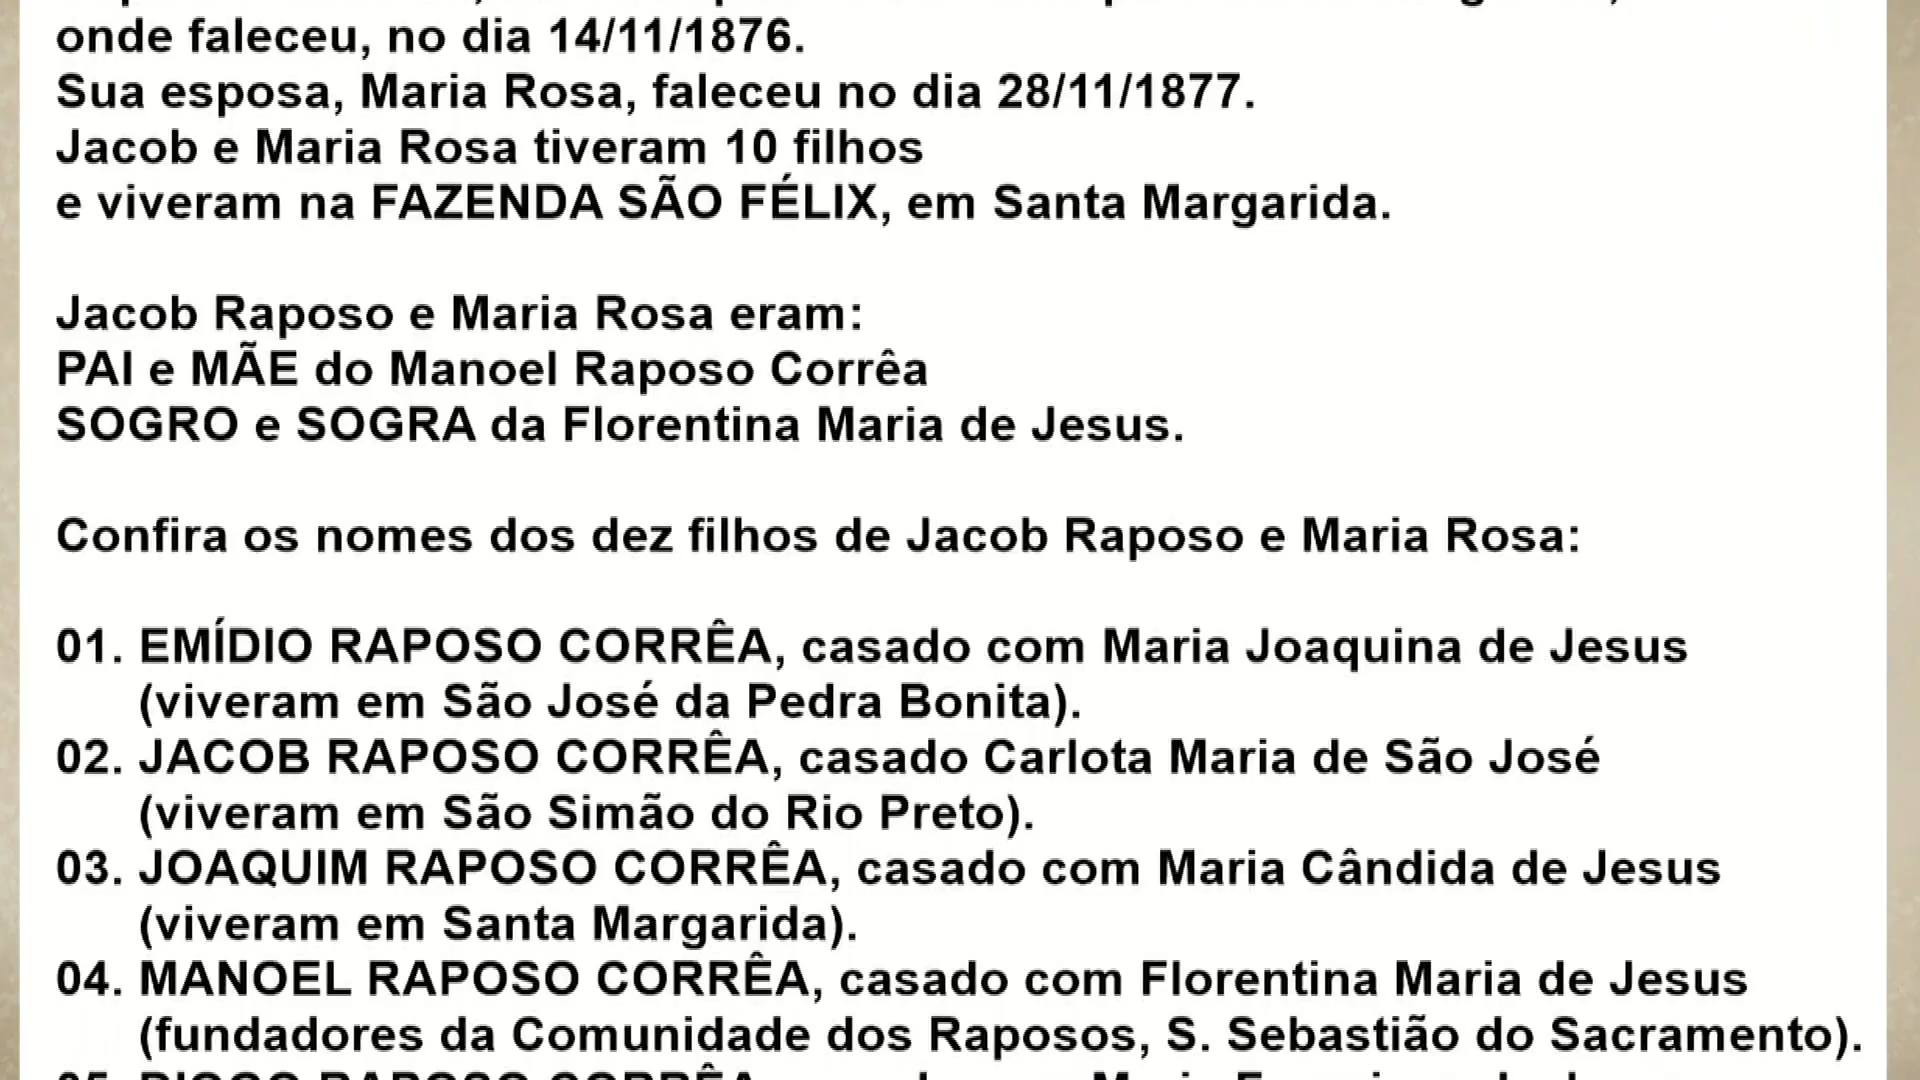 onde faleceu, no dia 14/11/1876.
Sua esposa, Maria Rosa, faleceu no dia 28/11/1877.
Jacob e Maria Rosa tiveram 10 filhos
e viveram na FAZENDA SÃO FÉLIX, em Santa Margarida.
Jacob Raposo e Maria Rosa eram:
PAI e MÃE do Manoel Raposo Corrêa
SOGRO e SOGRA da Florentina Maria de Jesus.
Confira os nomes dos dez filhos de Jacob Raposo e Maria Rosa:
01. EMÍDIO RAPOSO CORRÊA, casado com Maria Joaquina de Jesus
(viveram em São José da Pedra Bonita).
02. JACOB RAPOSO CORRÊA, casado Carlota Maria de São José
(viveram em São Simão do Rio Preto).
03. JOAQUIM RAPOSO CORRÊA, casado com Maria Cândida de Jesus
(viveram em Santa Margarida).
04. MANOEL RAPOSO CORRÊA, casado com Florentina Maria de Jesus
(fundadores da Comunidade dos Raposos, S. Sebastião do Sacramento).
RAPOSO CORRÊA